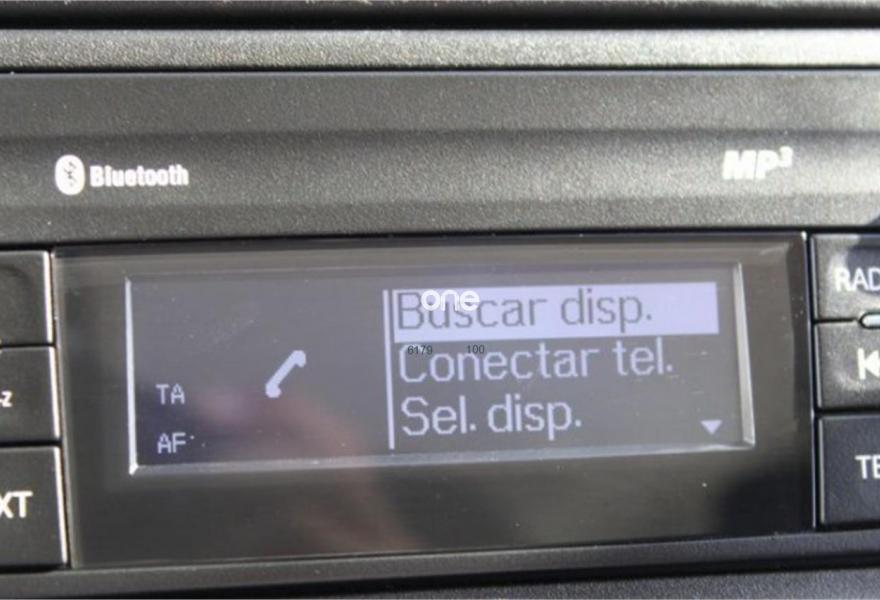 Bluetooth
MP3
RAD
one
Buscar disp.
6179 100
Conectar tel.
TA
Sel. disp.
AF
-z
XT
TE